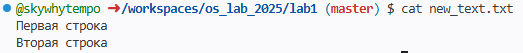 @skywhytempo ➜ /workspaces/os_lab_2025/lab1 (master) $ cat new_text.txt
Первая строка
Вторая строка